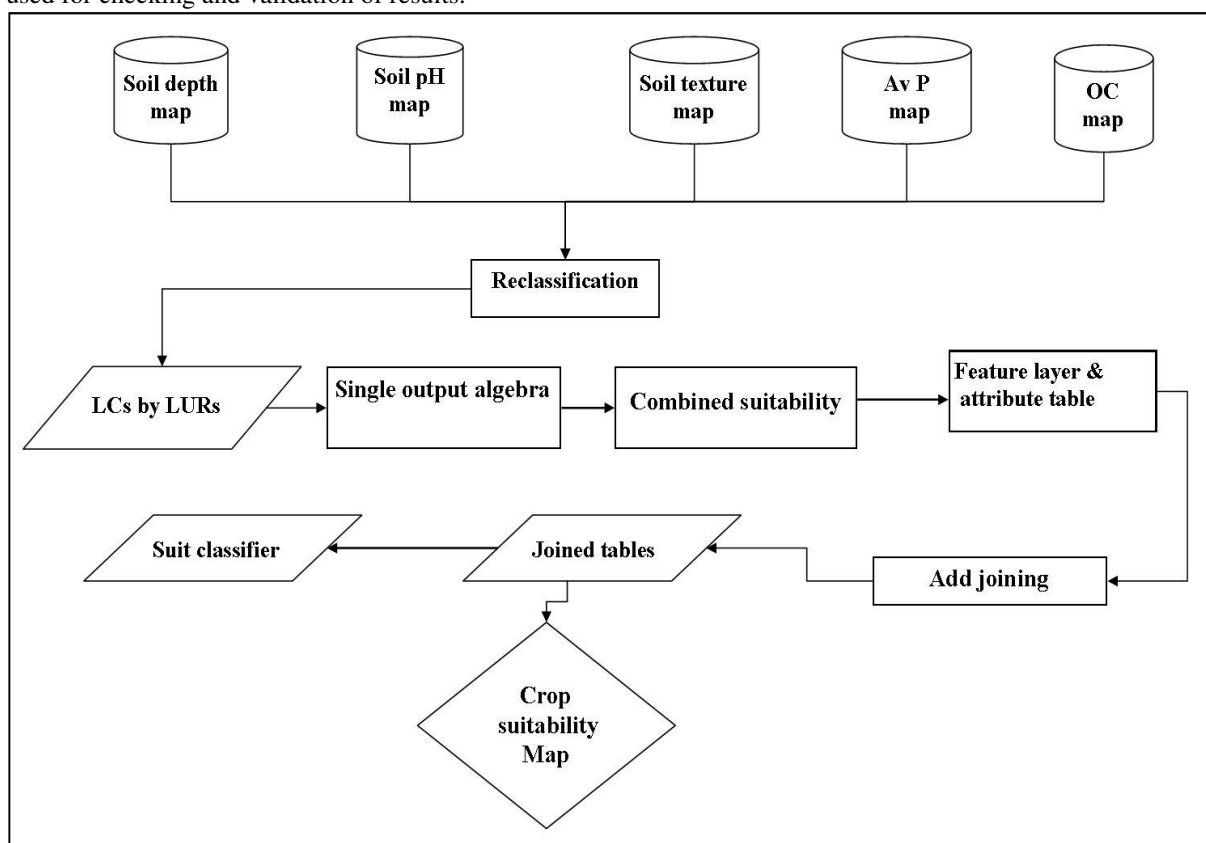 used for checking and validation of results.
Soil depth
map
Soil pH
map
Soil texture
map
Av P
map
OC
map
Reclassification
LCs by LURs
Single output algebra
Combined suitability
Feature layer &
attribute table
Suit classifier
Joined tables
Add joining
Crop
suitability
Map